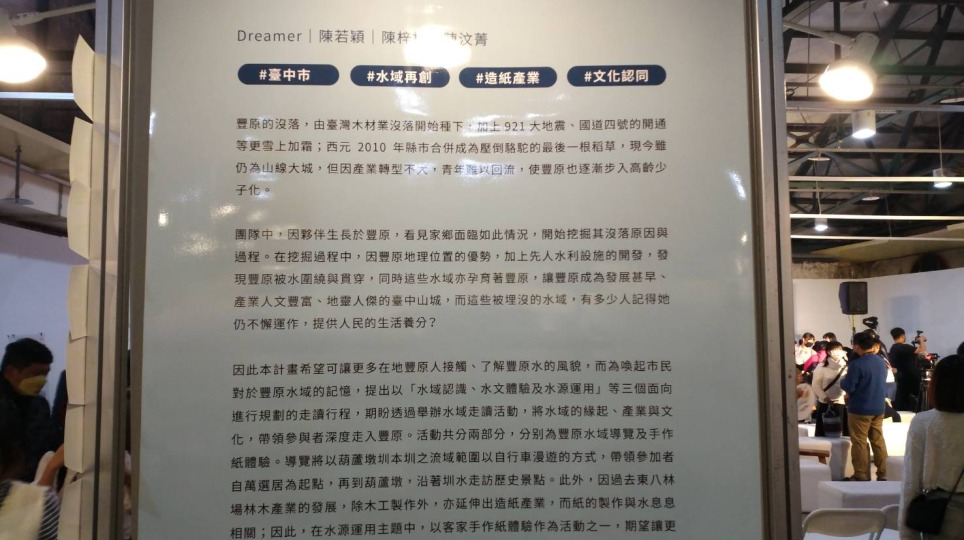 Dreamer｜陳若穎｜陳梓 汶菁
#臺中市 #水域再創 #造紙產業 #文化認同
豐原的沒落，由臺灣木材業沒落開始種下，加上 921 大地震、國道四號的開通
等更雪上加霜；西元 2010 年縣市合併成為壓倒駱駝的最後一根稻草，現今雖
仍為山線大城，但因產業轉型不大，青年難以回流，使豐原也逐漸步入高齡少
子化。
團隊中，因夥伴生長於豐原，看見家鄉面臨如此情況，開始挖掘其沒落原因與
過程。在挖掘過程中，因豐原地理位置的優勢，加上先人水利設施的開發，發
現豐原被水圍繞與貫穿，同時這些水域亦孕育著豐原，讓豐原成為發展甚早、
產業人文豐富、地靈人傑的臺中山城，而這些被埋沒的水域，有多少人記得她
仍不懈運作，提供人民的生活養分？
因此本計畫希望可讓更多在地豐原人接觸、了解豐原水的風貌，而為喚起市民
對於豐原水域的記憶，提出以「水域認識、水文體驗及水源運用」等三個面向
進行規劃的走讀行程，期盼透過舉辦水域走讀活動，將水域的緣起、產業與文
化，帶領參與者深度走入豐原。活動共分兩部分，分別為豐原水域導覽及手作
紙體驗。導覽將以葫蘆墩圳本圳之流域範圍以自行車漫遊的方式，帶領參加者
自萬選居為起點，再到葫蘆墩，沿著圳水走訪歷史景點。此外，因過去東八林
場林木產業的發展，除木工製作外，亦延伸出造紙產業，而紙的製作與水息息
相關；因此，在水源運用主題中，以客家手作紙體驗作為活動之一，期望讓更